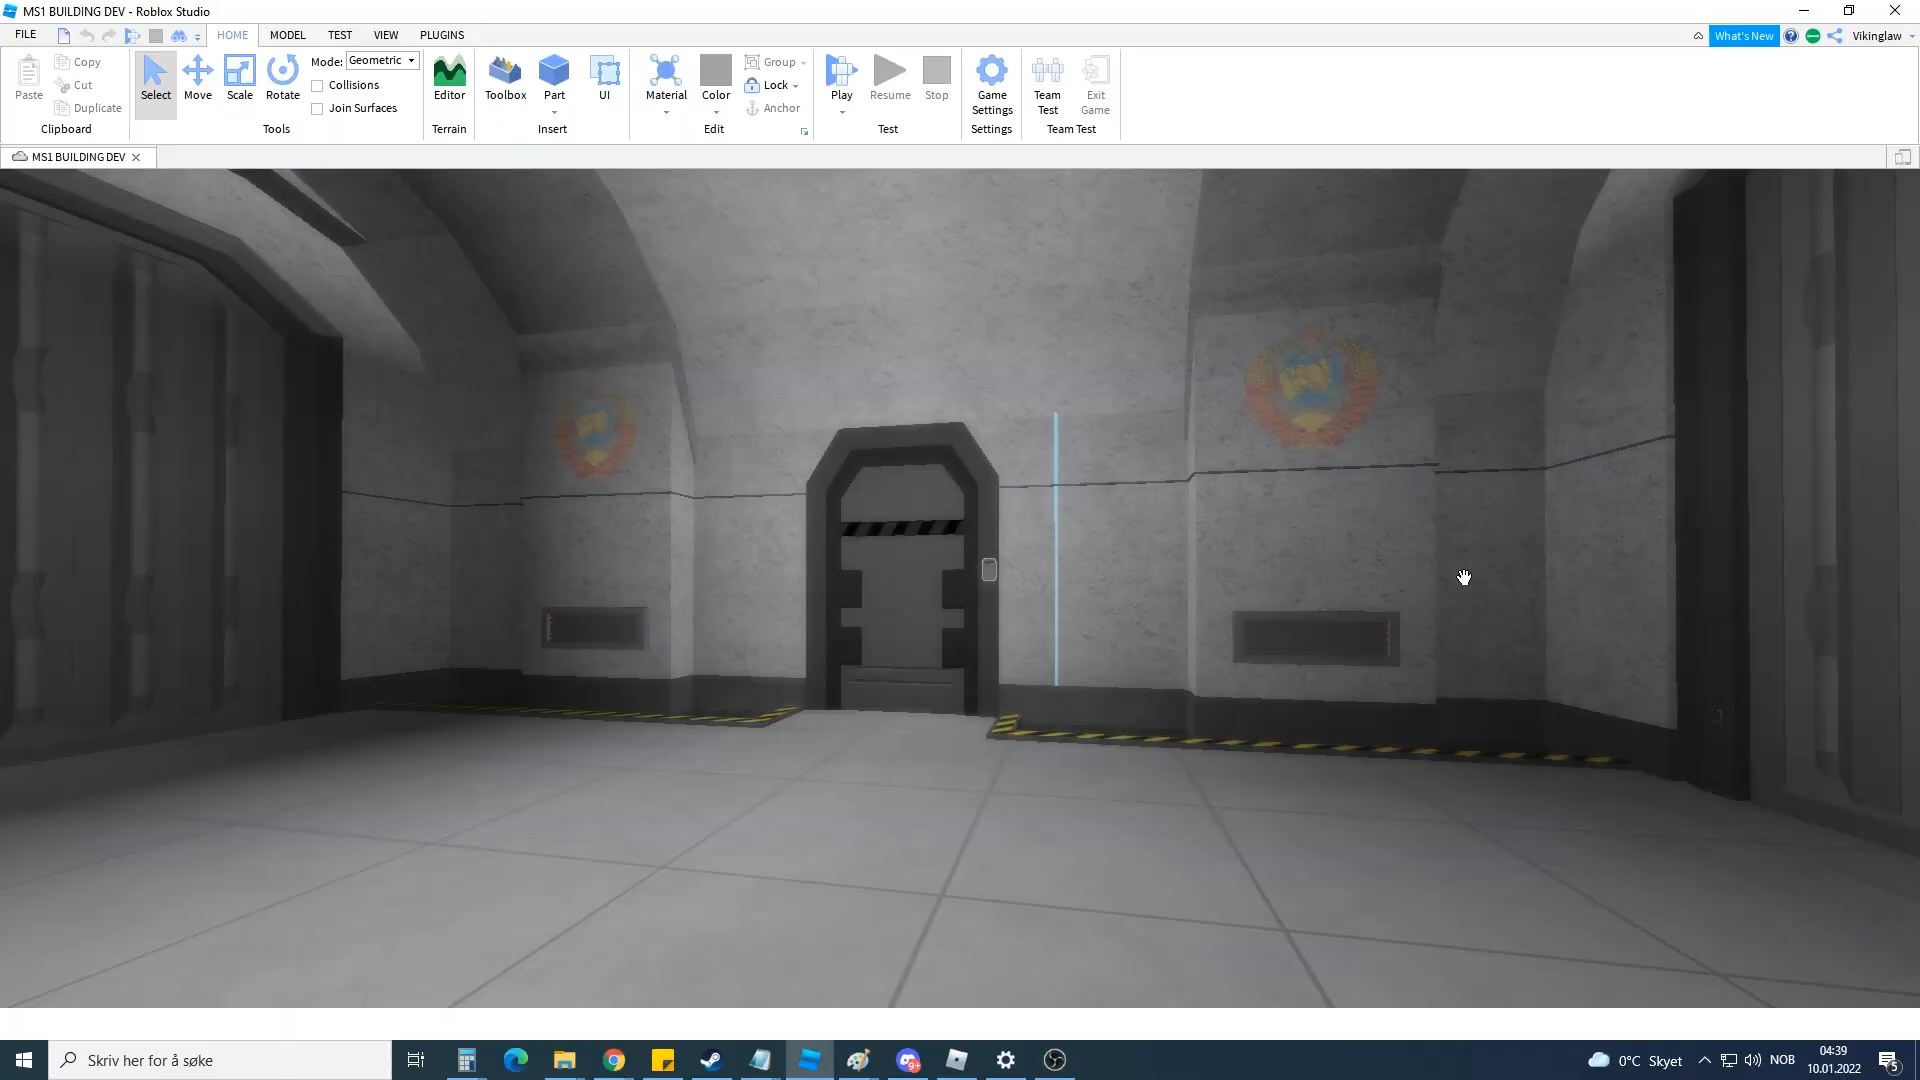 MS1 BUILDING DEV - Roblox Studio
FILE HOME MODEL TEST VIEW PLUGINS What's New Vikinglaw
Paste Copy Cut Duplicate
Clipboard
Select Move Scale Rotate Mode: Geometric Collisions Join Surfaces
Tools
Editor
Terrain
Toolbox Part UI
Insert
Material Color Group Lock Anchor
Edit
Play Resume Stop
Test
Game Settings
Settings
Team Test Exit Game
Team Test
MS1 BUILDING DEV
Skriv her for å søke 9+ 0°C Skyet NOB 04:39
10.01.2022 5